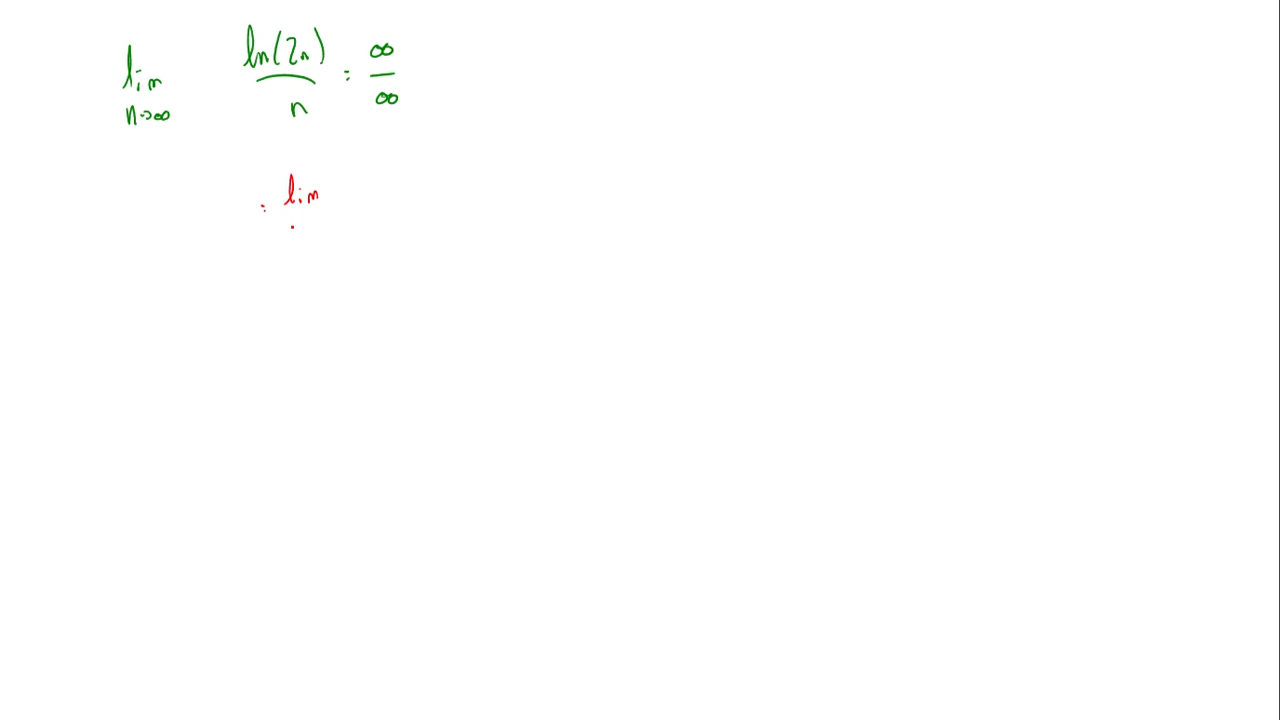 lim n→∞ ln(2n)/n = ∞/∞
= lim